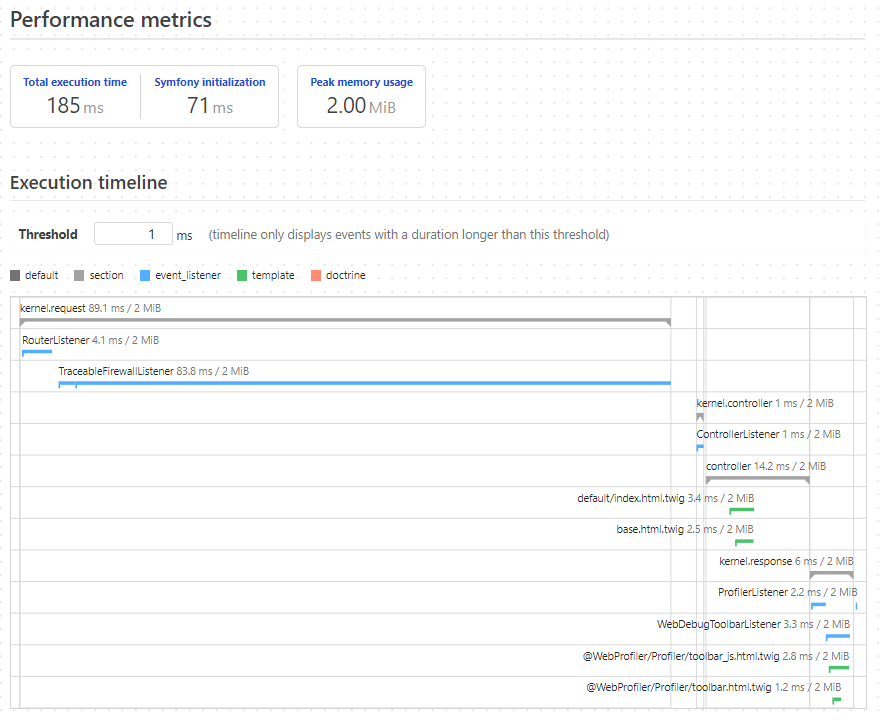 Performance metrics
Total execution time Symfony initialization Peak memory usage
185 ms 71 ms 2.00 MiB
Execution timeline
Threshold 1 ms (timeline only displays events with a duration longer than this threshold)
default section event_listener template doctrine
kernel.request 89.1 ms / 2 MiB
RouterListener 4.1 ms / 2 MiB
TraceableFirewallListener 83.8 ms / 2 MiB
kernel.controller 1 ms / 2 MiB
ControllerListener 1 ms / 2 MiB
controller 14.2 ms / 2 MiB
default/index.html.twig 3.4 ms / 2 MiB
base.html.twig 2.5 ms / 2 MiB
kernel.response 6 ms / 2 MiB
ProfilerListener 2.2 ms / 2 MiB
WebDebugToolbarListener 3.3 ms / 2 MiB
@WebProfiler/Profiler/toolbar_js.html.twig 2.8 ms / 2 MiB
@WebProfiler/Profiler/toolbar.html.twig 1.2 ms / 2 MiB